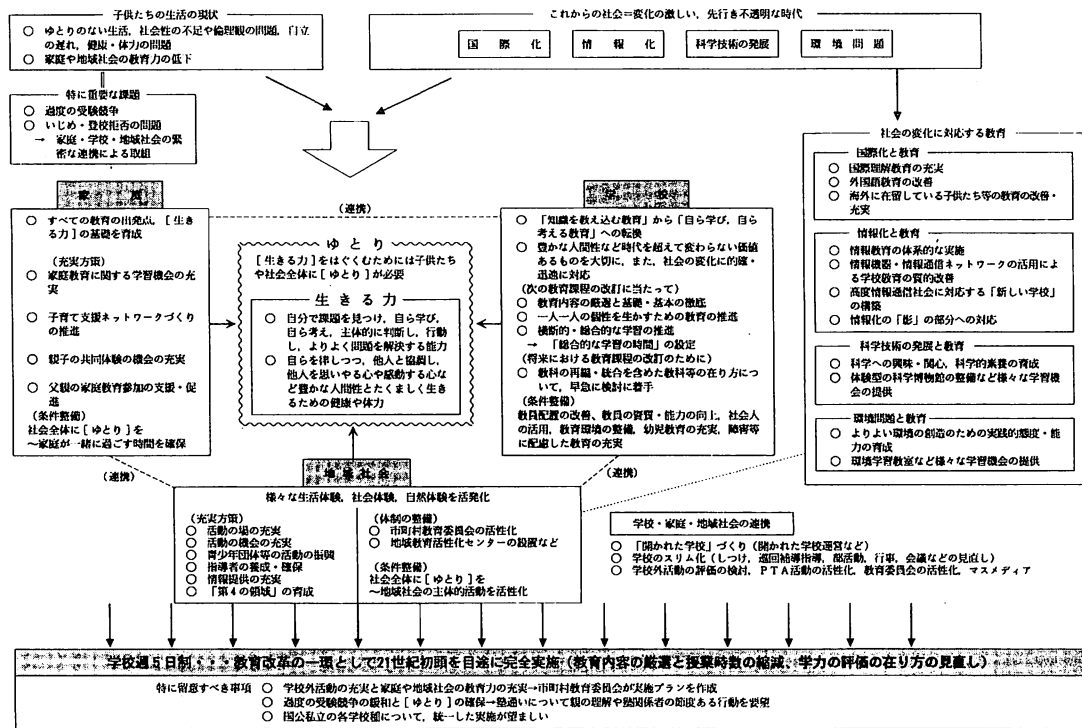 子供たちの生活の現状
○ ゆとりのない生活，社会性の不足や倫理観の問題，自立
の遅れ，健康・体力の問題
○ 家庭や地域社会の教育力の低下
これからの社会＝変化の激しい，先行き不透明な時代
国際化
情報化
科学技術の発展
環境問題
特に重要な課題
○ 過度の受験競争
○ いじめ・登校拒否の問題
→ 家庭・学校・地域社会の緊
密な連携による取組
家庭
○ すべての教育の出発点，［生き
る力］の基礎を育成
（充実方策）
○ 家庭教育に関する学習機会の充
実
○ 子育て支援ネットワークづくり
の推進
○ 親子の共同体験の機会の充実
○ 父親の家庭教育参加の支援・促
進
（条件整備）
社会全体に［ゆとり］を
～家庭が一緒に過ごす時間を確保
（連携）
ゆとり
［生きる力］をはぐくむためには子供たち
や社会全体に［ゆとり］が必要
生きる力
○ 自分で課題を見つけ，自ら学び，
自ら考え，主体的に判断し，行動
し，よりよく問題を解決する能力
○ 自らを律しつつ，他人と協調し，
他人を思いやる心や感動する心な
ど豊かな人間性とたくましく生き
るための健康や体力
学校
○ 「知識を教え込む教育」から「自ら学び，自ら
考える教育」への転換
○ 豊かな人間性など時代を超えて変わらない価値
あるものを大切に，また，社会の変化に的確・
迅速に対応
（次の教育課程の改訂に当たって）
○ 教育内容の厳選と基礎・基本の徹底
○ 一人一人の個性を生かすための教育の推進
○ 横断的・総合的な学習の推進
→ 「総合的な学習の時間」の設定
（将来における教育課程の改訂のために）
○ 教科の再編・統合を含めた教科等の在り方につ
いて，早急に検討に着手
（条件整備）
教員配置の改善、教員の資質・能力の向上，社会人
の活用，教育環境の整備，幼児教育の充実，障害等
に配慮した教育の充実
社会の変化に対応する教育
国際化と教育
○ 国際理解教育の充実
○ 外国語教育の改善
○ 海外に在留している子供たち等の教育の改善・
充実
情報化と教育
○ 情報教育の体系的な実施
○ 情報機器・情報通信ネットワークの活用によ
る学校教育の質的改善
○ 高度情報通信社会に対応する「新しい学校」
の構築
○ 情報化の「影」の部分への対応
科学技術の発展と教育
○ 科学への興味・関心，科学的素養の育成
○ 体験型の科学博物館の整備など様々な学習機
会の提供
環境問題と教育
○ よりよい環境の創造のための実践的態度・能
力の育成
○ 環境学習教室など様々な学習機会の提供
（連携）
（連携）
地域社会
様々な生活体験，社会体験，自然体験を活発化
（充実方策）
○ 活動の場の充実
○ 活動の機会の充実
○ 青少年団体等の活動の振興
○ 指導者の養成・確保
○ 情報提供の充実
○ 「第4の領域」の育成
（体制の整備）
○ 市町村教育委員会の活性化
○ 地域教育活性化センターの設置など
（条件整備）
社会全体に［ゆとり］を
～地域社会の主体的活動を活性化
学校・家庭・地域社会の連携
○ 「開かれた学校」づくり（開かれた学校運営など）
○ 学校のスリム化（しつけ，巡回補導指導，部活動，行事，会議などの見直し）
○ 学校外活動の評価の検討，ＰＴＡ活動の活性化，教育委員会の活性化，マスメディア
学校週５日制・・・教育改革の一環として21世紀初頭を目途に完全実施（教育内容の厳選と授業時数の縮減、学力の評価の在り方の見直し）
特に留意すべき事項 ○ 学校外活動の充実と家庭や地域社会の教育力の充実→市町村教育委員会が実施プランを作成
○ 過度の受験競争の緩和と［ゆとり］の確保→塾通いについて親の理解や塾関係者の節度ある行動を要望
○ 国公私立の各学校種について，統一した実施が望ましい